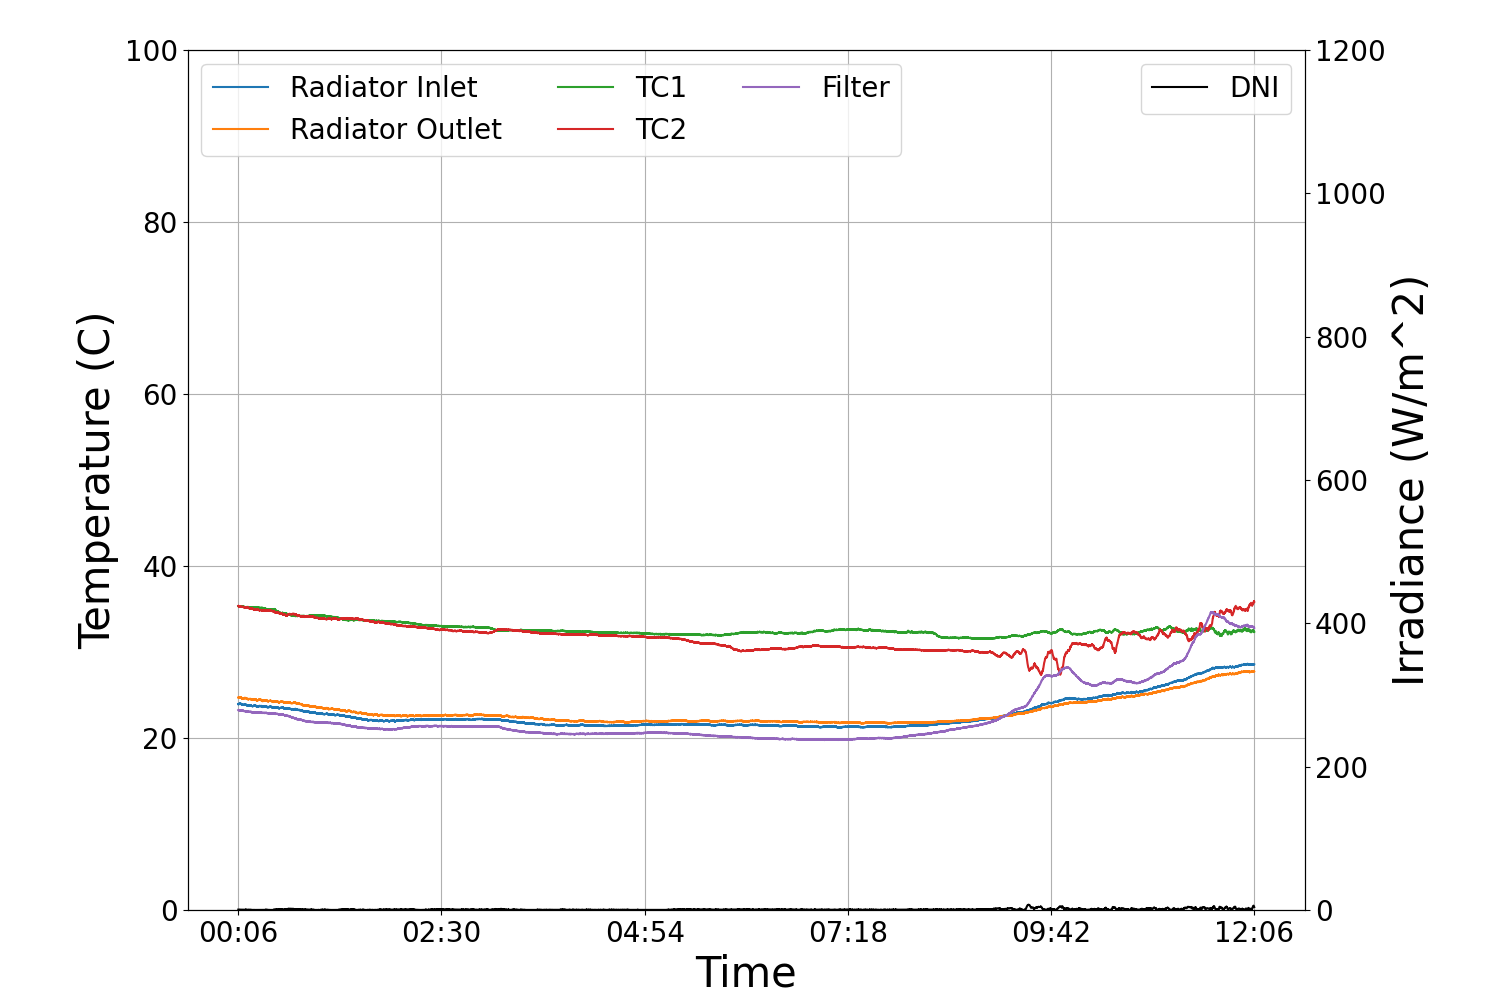 Radiator Inlet
Radiator Outlet
TC1
TC2
Filter
DNI
Temperature (C)
100
80
60
40
20
0
Irradiance (W/m^2)
1200
1000
800
600
400
200
0
00:06 02:30 04:54 07:18 09:42 12:06
Time